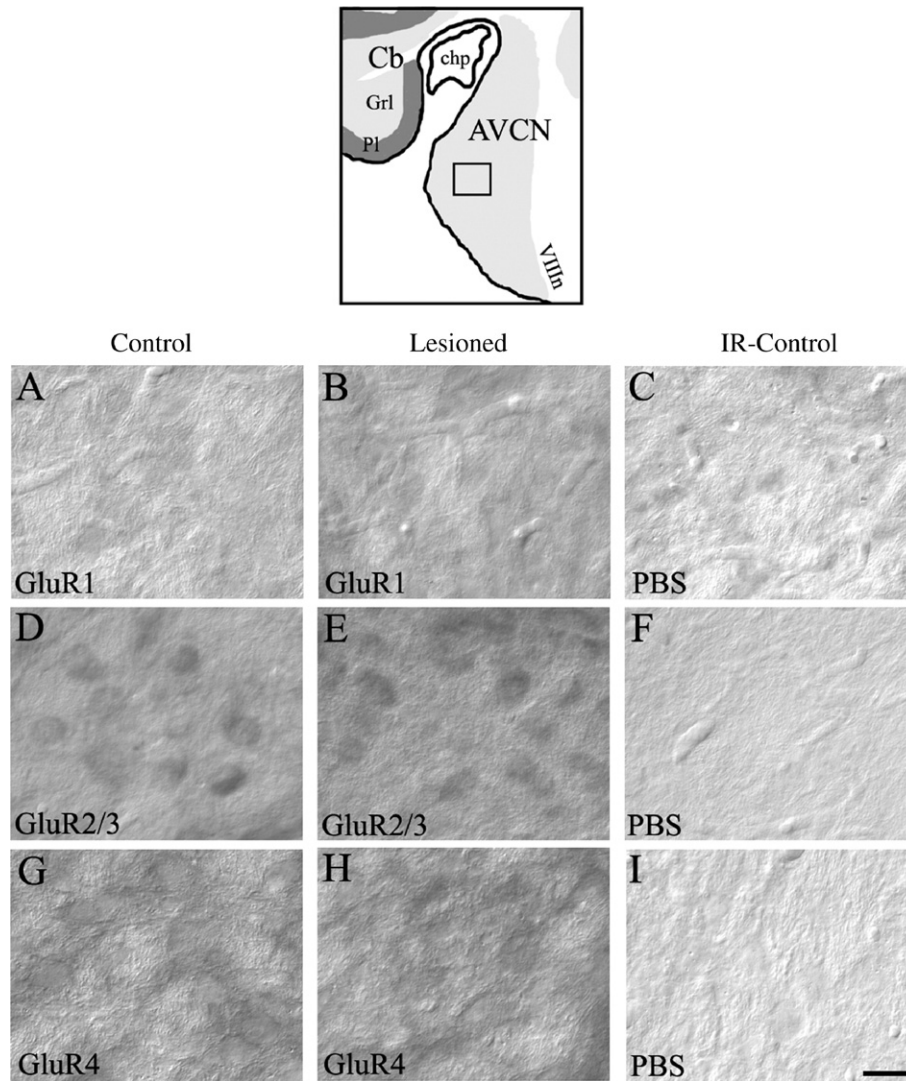 Cb
chp
Grl
AVCN
Pl
VIIIn
Control Lesioned IR-Control
A B C
GluR1 GluR1 PBS
D E F
GluR2/3 GluR2/3 PBS
G H I
GluR4 GluR4 PBS